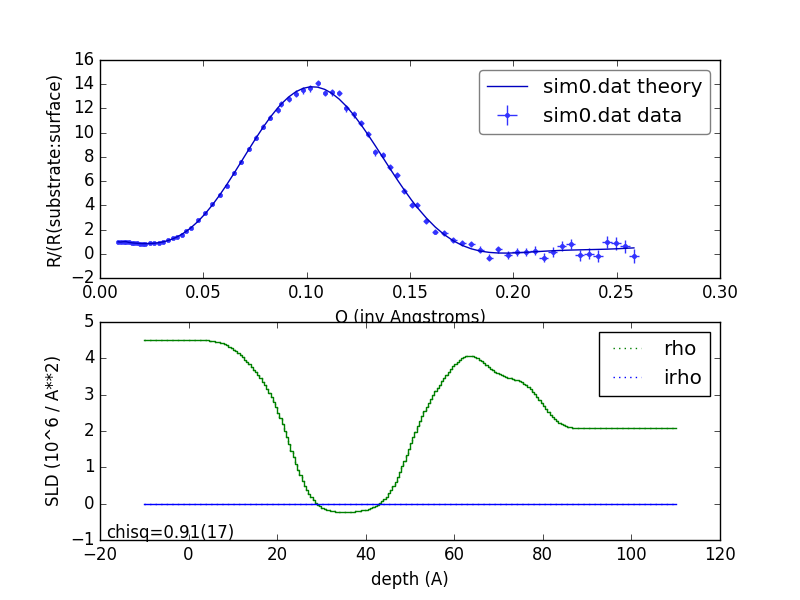 16
14
12
10
8
6
4
2
0
−2
R/(R(substrate:surface)
sim0.dat theory
sim0.dat data
0.00 0.05 0.10 0.15 0.20 0.25 0.30
Q (inv Angstroms)
5
4
3
2
1
0
−1
SLD (10^6 / A**2)
rho
irho
chisq=0.91(17)
−20 0 20 40 60 80 100 120
depth (A)